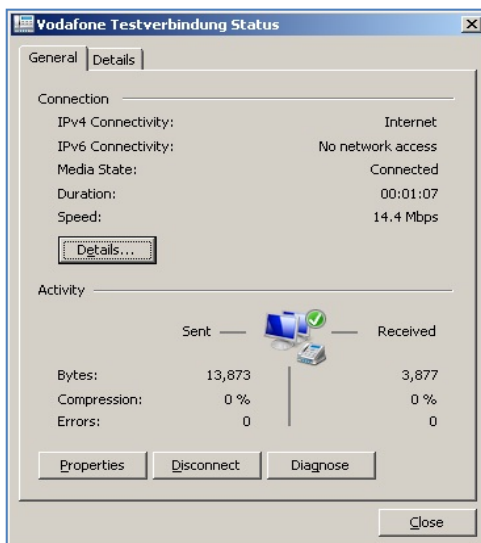 Vodafone Testverbindung Status
General Details
Connection
IPv4 Connectivity: Internet
IPv6 Connectivity: No network access
Media State: Connected
Duration: 00:01:07
Speed: 14.4 Mbps
Details...
Activity
Sent Received
Bytes: 13,873 3,877
Compression: 0 % 0 %
Errors: 0 0
Properties Disconnect Diagnose
Close